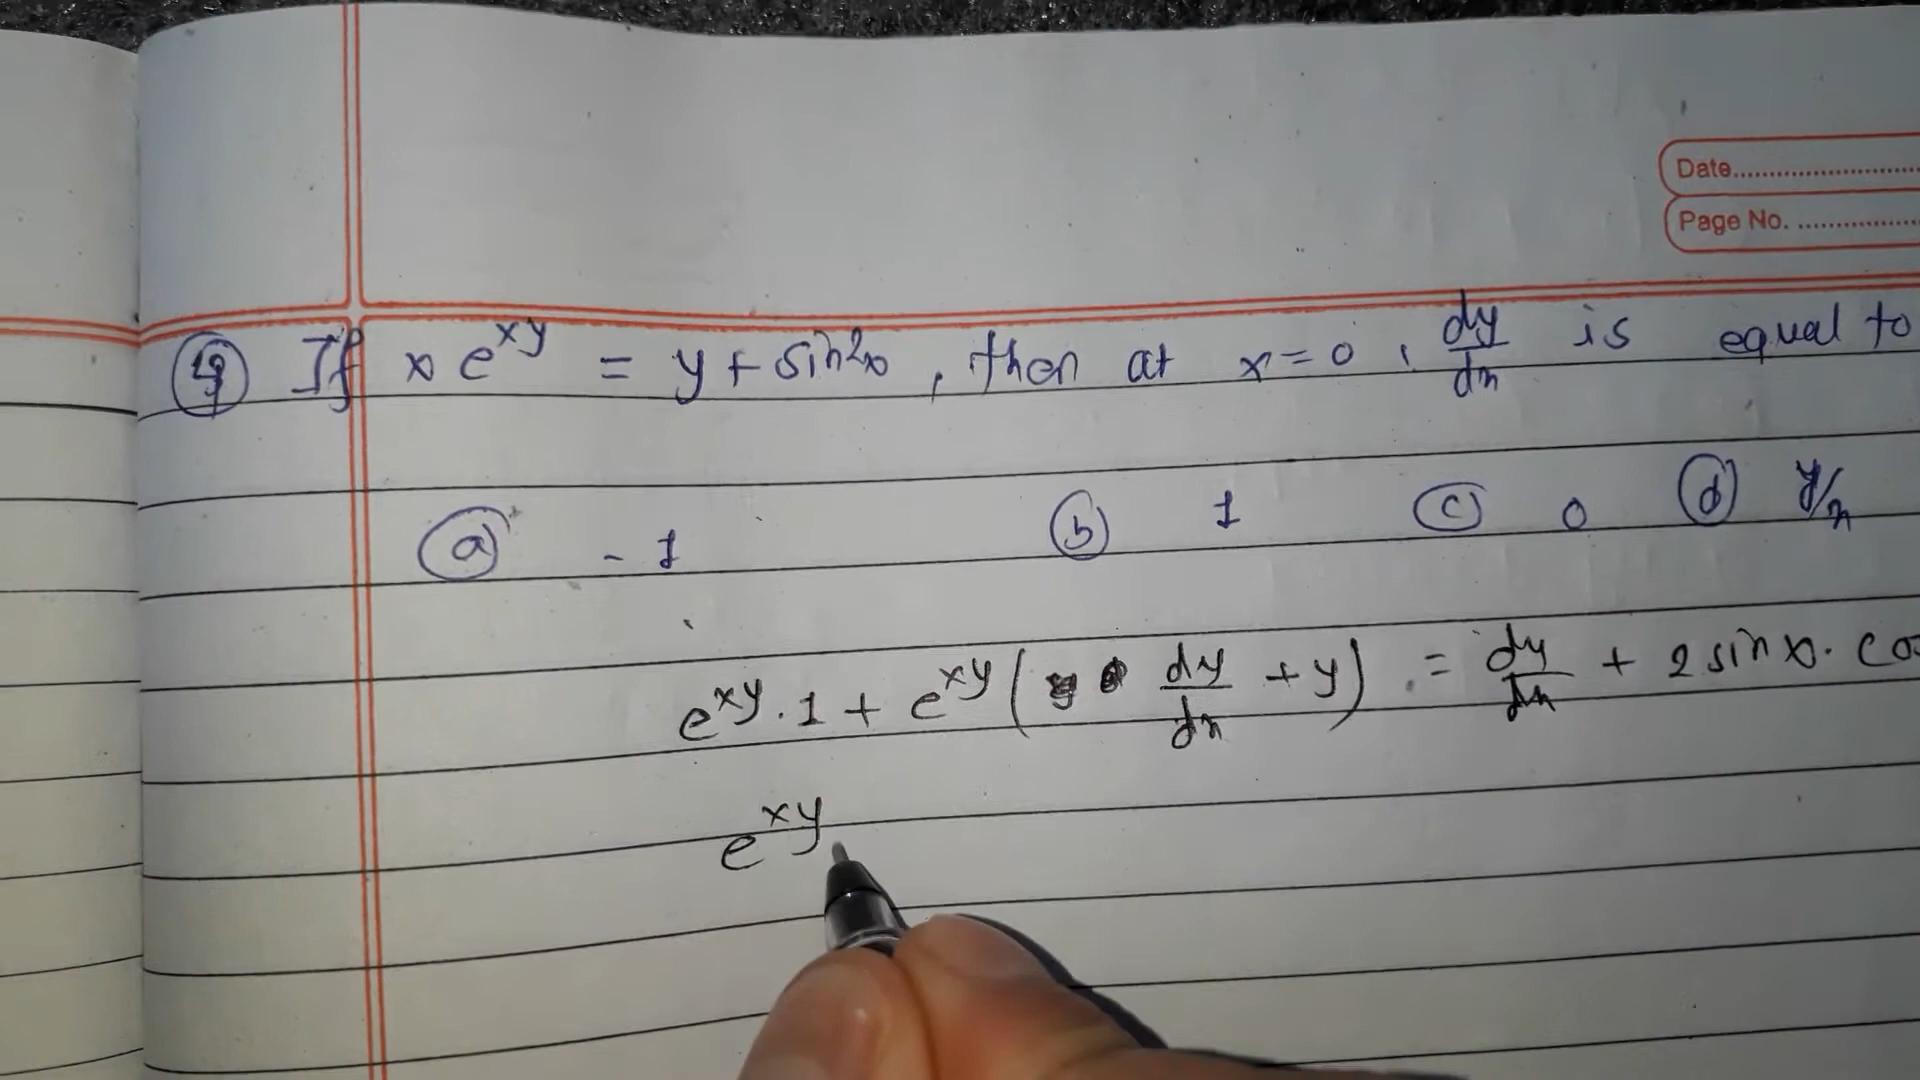 Date
Page No.
If x e^xy = y + sin²x, then at x = 0, dy/dx is equal to
(a) - 1 (b) 1 (c) 0 (d) y/x
e^xy . 1 + e^xy ( dy/dx + y ) = dy/dx + 2 sin x . co
e^xy